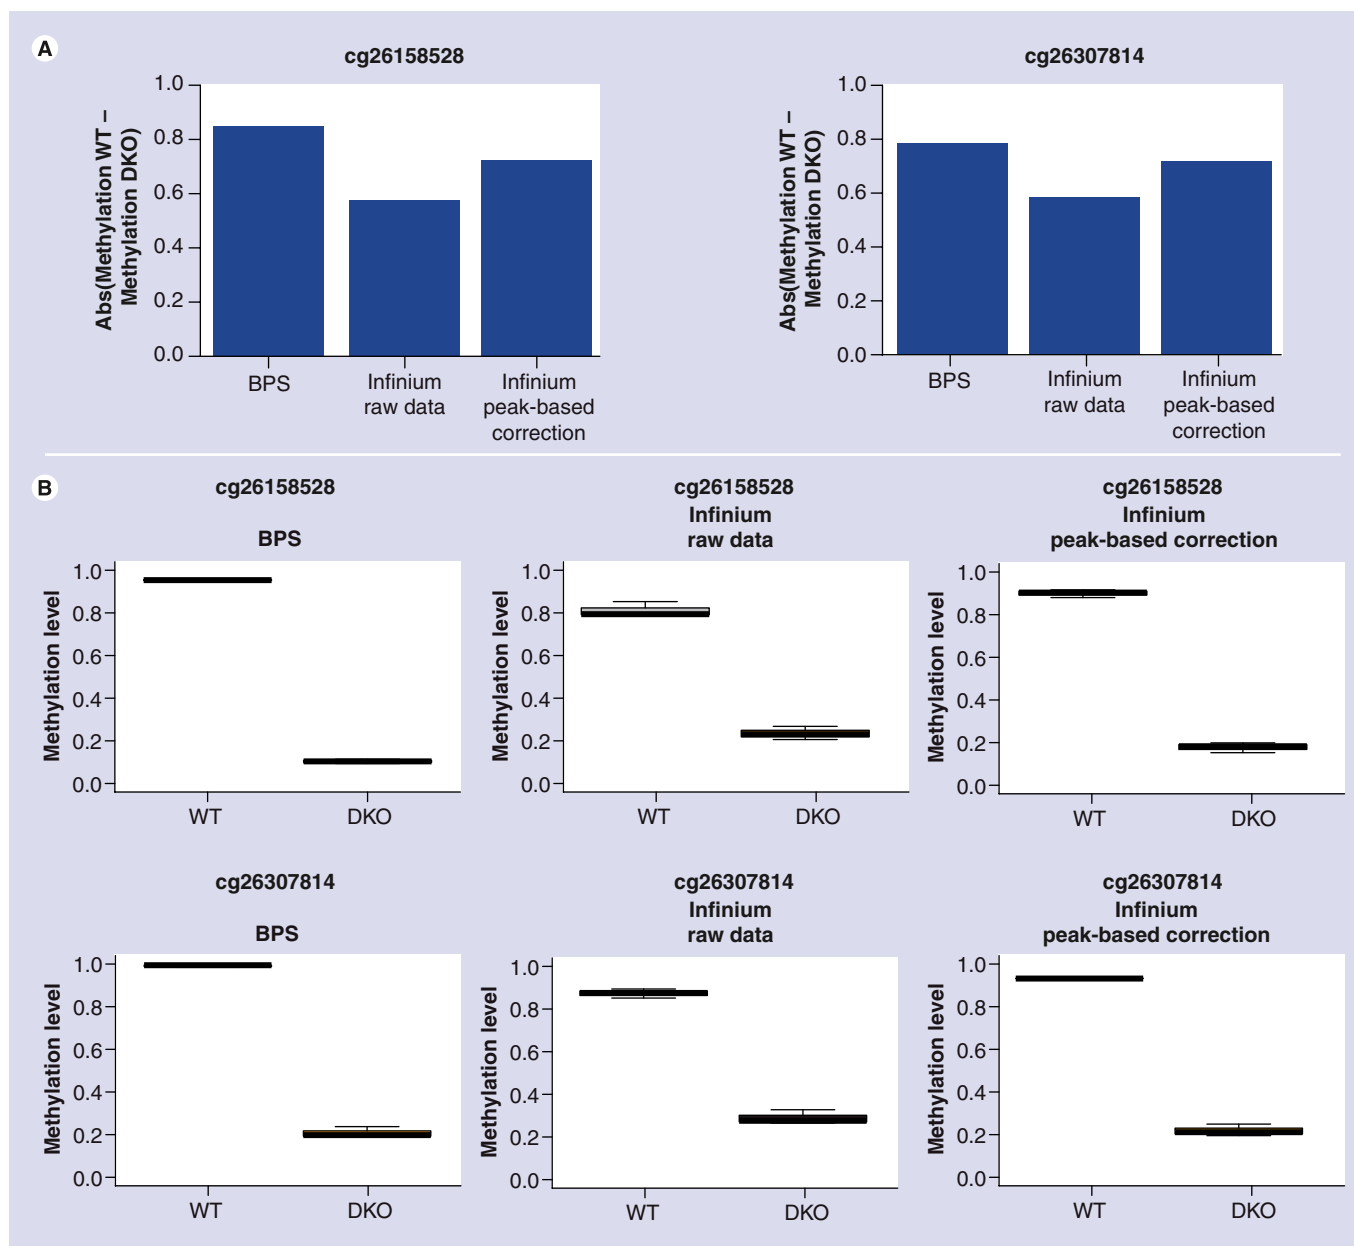 A
cg26158528
Abs(Methylation WT –
Methylation DKO)
1.0
0.8
0.6
0.4
0.2
0.0
BPS
Infinium
raw data
Infinium
peak-based
correction
cg26307814
Abs(Methylation WT –
Methylation DKO)
1.0
0.8
0.6
0.4
0.2
0.0
BPS
Infinium
raw data
Infinium
peak-based
correction
B
cg26158528
BPS
Methylation level
1.0
0.8
0.6
0.4
0.2
0.0
WT
DKO
cg26158528
Infinium
raw data
Methylation level
1.0
0.8
0.6
0.4
0.2
0.0
WT
DKO
cg26158528
Infinium
peak-based correction
Methylation level
1.0
0.8
0.6
0.4
0.2
0.0
WT
DKO
cg26307814
BPS
Methylation level
1.0
0.8
0.6
0.4
0.2
0.0
WT
DKO
cg26307814
Infinium
raw data
Methylation level
1.0
0.8
0.6
0.4
0.2
0.0
WT
DKO
cg26307814
Infinium
peak-based correction
Methylation level
1.0
0.8
0.6
0.4
0.2
0.0
WT
DKO